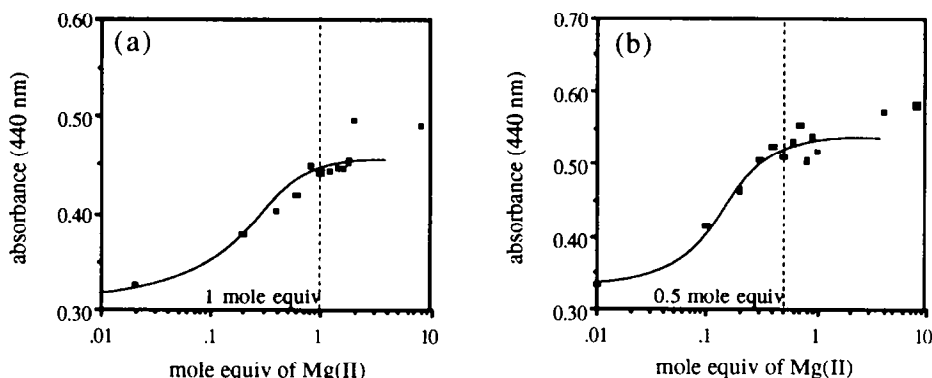 (a)
absorbance (440 nm)
0.60
0.50
0.40
0.30
1 mole equiv
.01 .1 1 10
mole equiv of Mg(II)
(b)
absorbance (440 nm)
0.70
0.60
0.50
0.40
0.30
0.5 mole equiv
.01 .1 1 10
mole equiv of Mg(II)